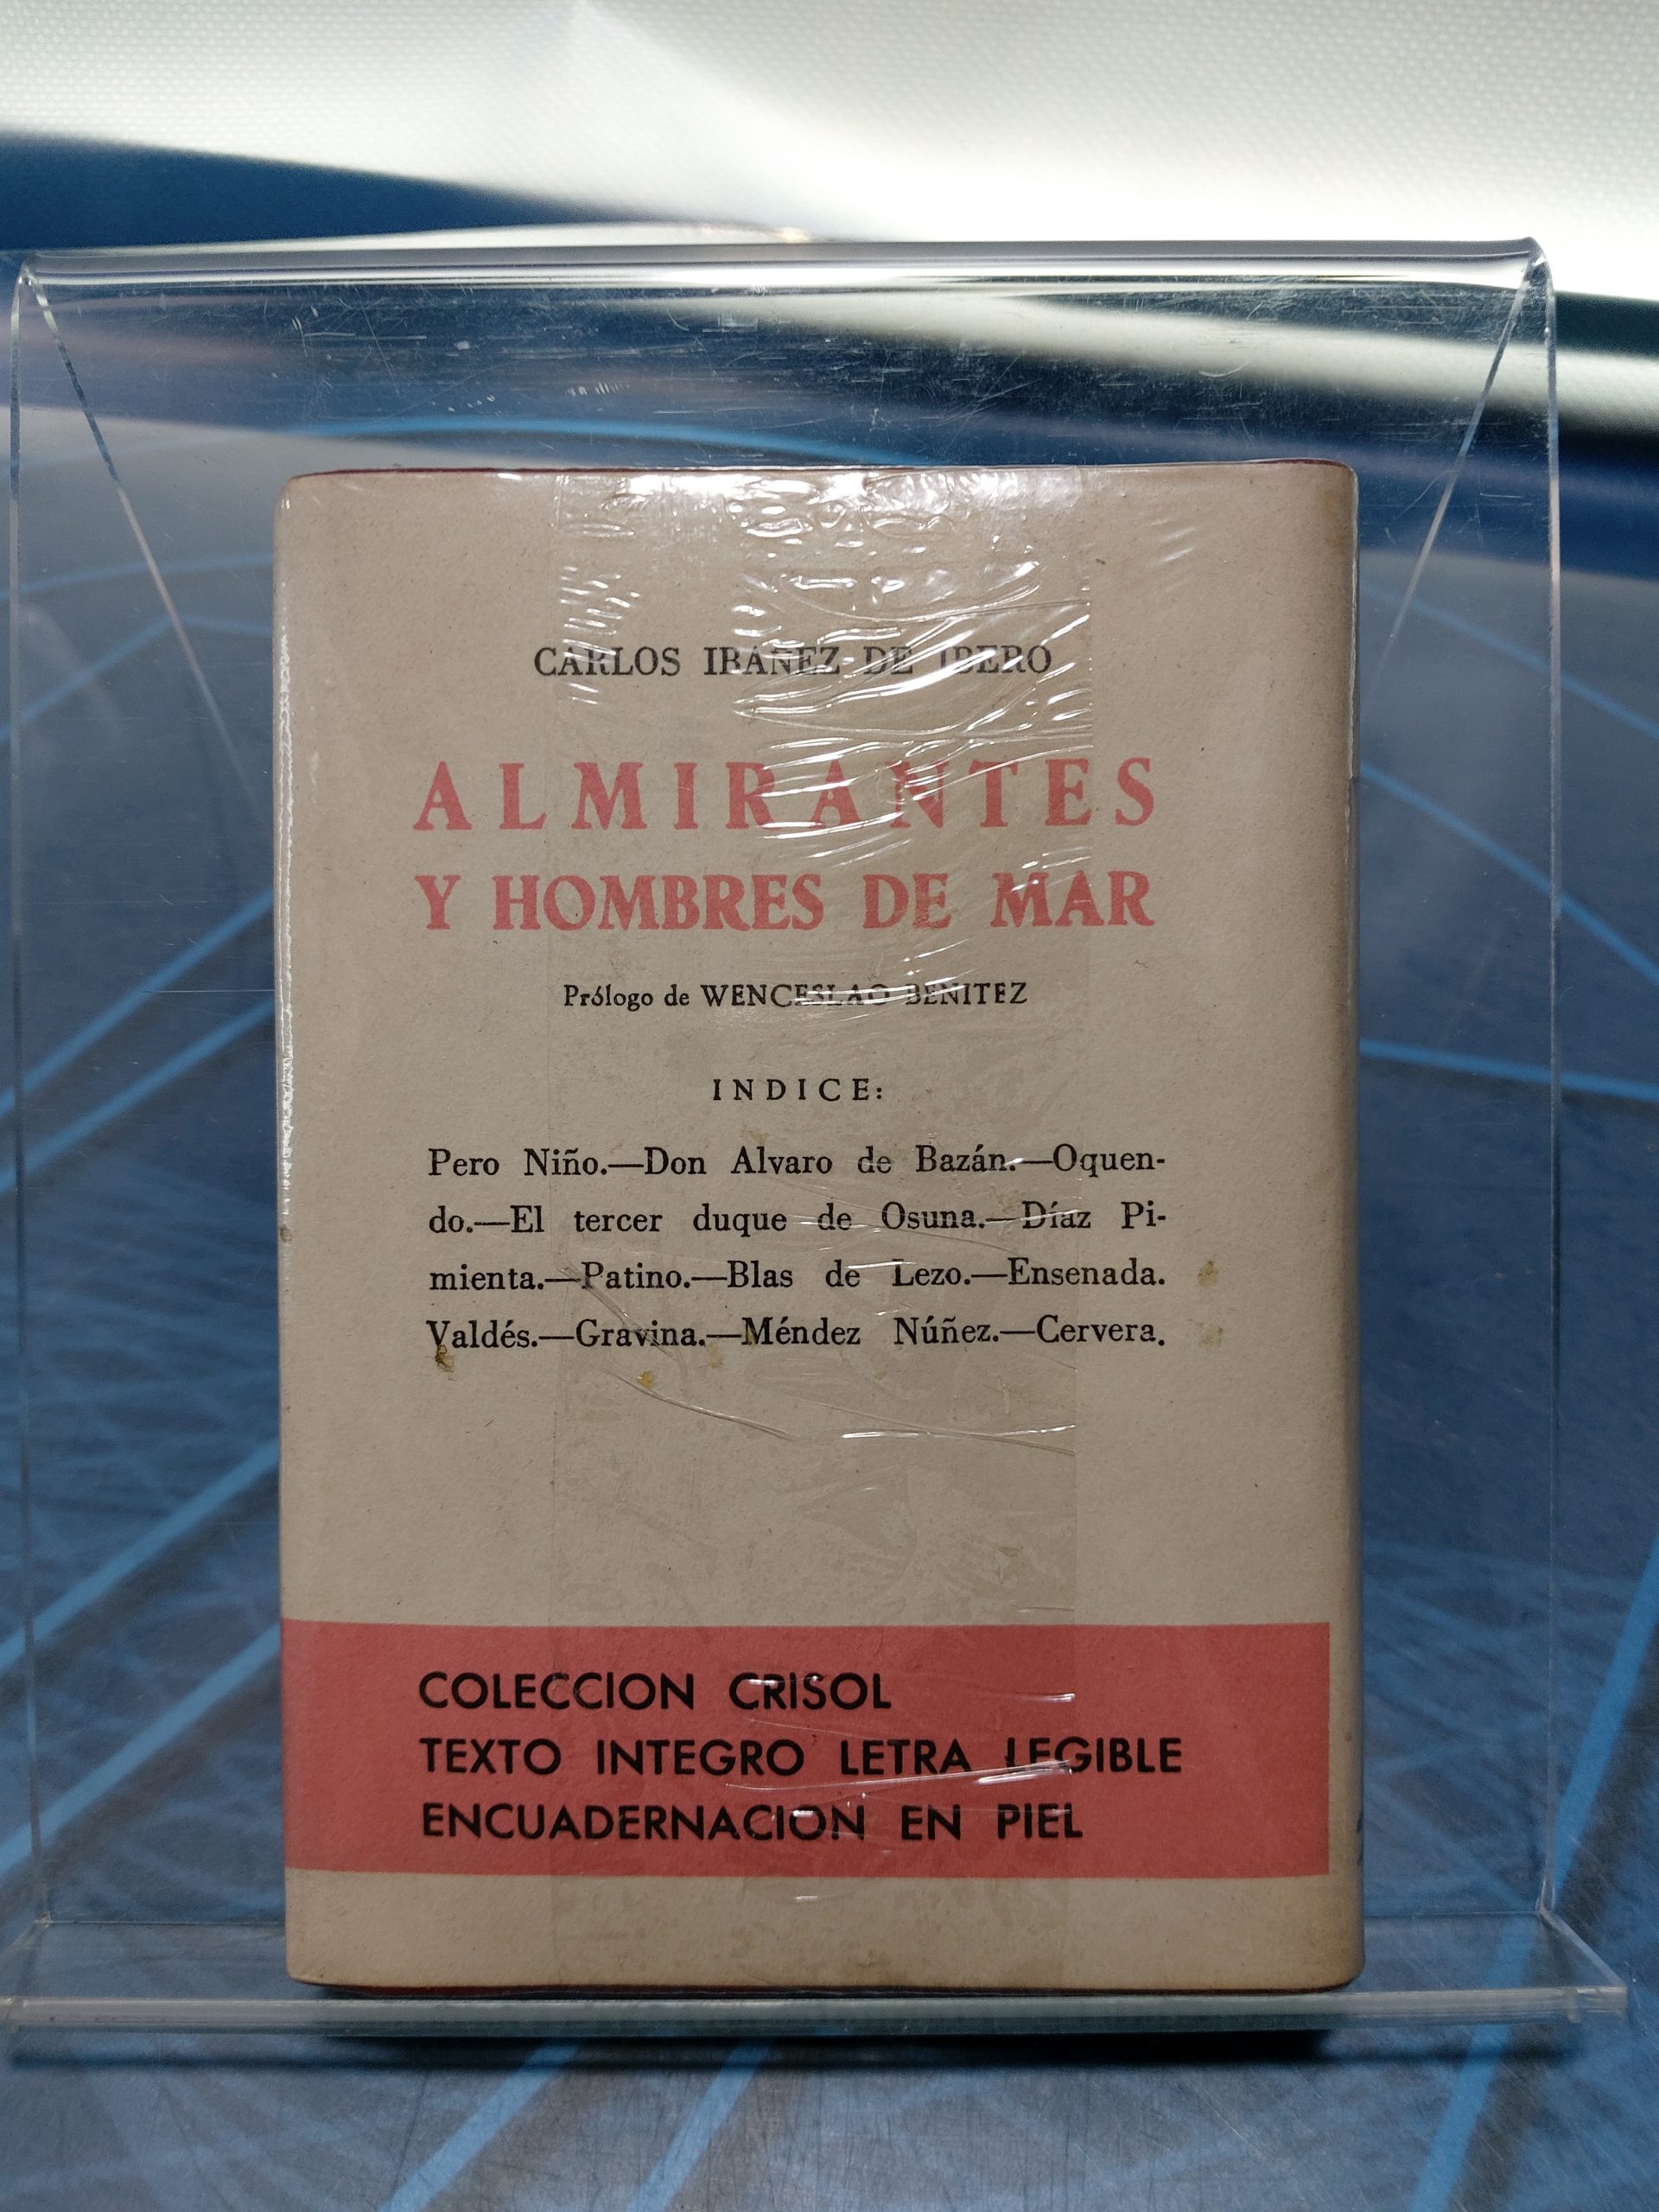 CARLOS IBAÑEZ DE IBERO
ALMIRANTES
Y HOMBRES DE MAR
Prólogo de WENCESLAO BENITEZ
INDICE:
Pero Niño.—Don Alvaro de Bazán.—Oquen-
do.—El tercer duque de Osuna.—Díaz Pi-
mienta.—Patino.—Blas de Lezo.—Ensenada.
Valdés.—Gravina.—Méndez Núñez.—Cervera.
COLECCION CRISOL
TEXTO INTEGRO LETRA LEGIBLE
ENCUADERNACION EN PIEL